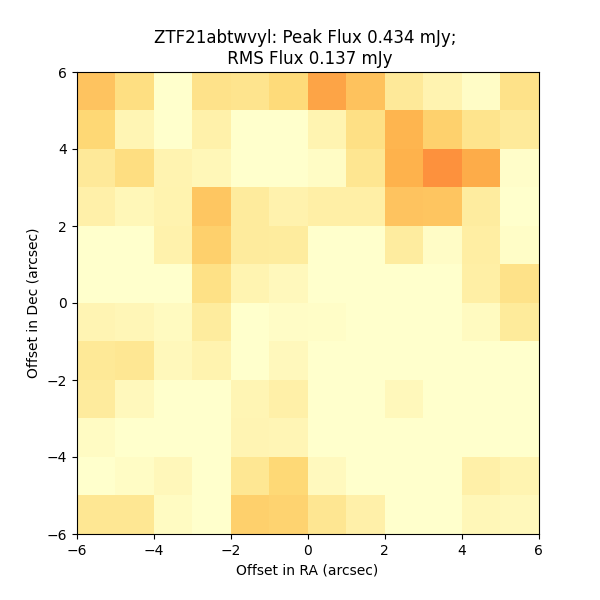 ZTF21abtwvyl: Peak Flux 0.434 mJy;
RMS Flux 0.137 mJy
6
4
2
0
−2
−4
−6
Offset in Dec (arcsec)
−6 −4 −2 0 2 4 6
Offset in RA (arcsec)